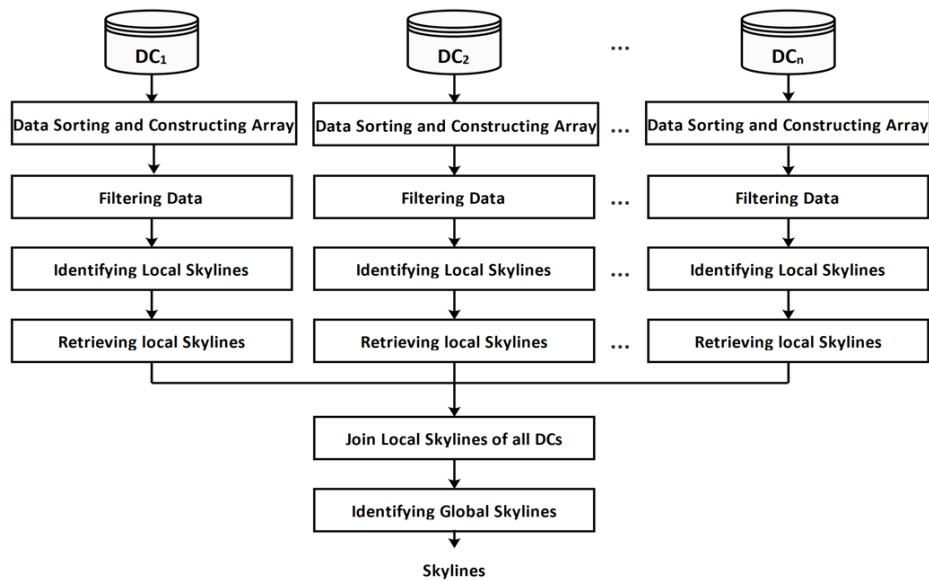 DC₁
DC₂
...
DCₙ
Data Sorting and Constructing Array
Data Sorting and Constructing Array
...
Data Sorting and Constructing Array
Filtering Data
Filtering Data
...
Filtering Data
Identifying Local Skylines
Identifying Local Skylines
...
Identifying Local Skylines
Retrieving local Skylines
Retrieving local Skylines
...
Retrieving local Skylines
Join Local Skylines of all DCs
Identifying Global Skylines
Skylines